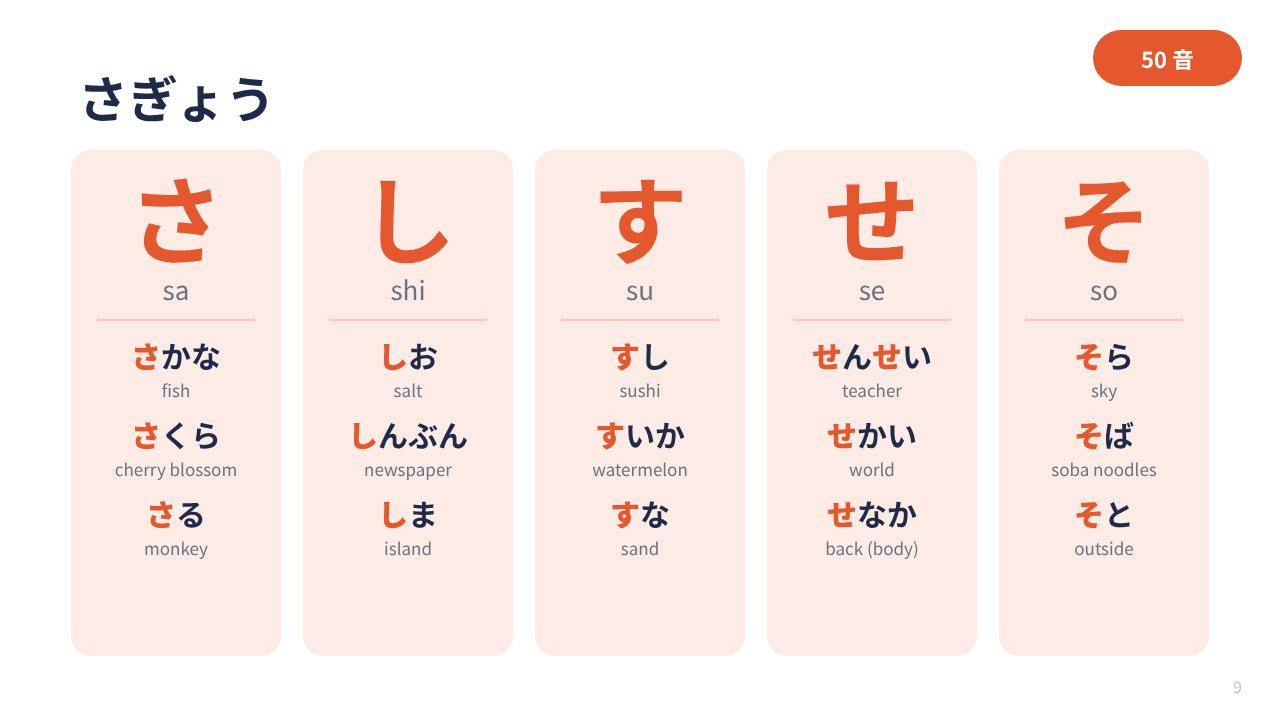 50 音
さぎょう
さ
sa
さかな
fish
さくら
cherry blossom
さる
monkey
し
shi
しお
salt
しんぶん
newspaper
しま
island
す
su
すし
sushi
すいか
watermelon
すな
sand
せ
se
せんせい
teacher
せかい
world
せなか
back (body)
そ
so
そら
sky
そば
soba noodles
そと
outside
9